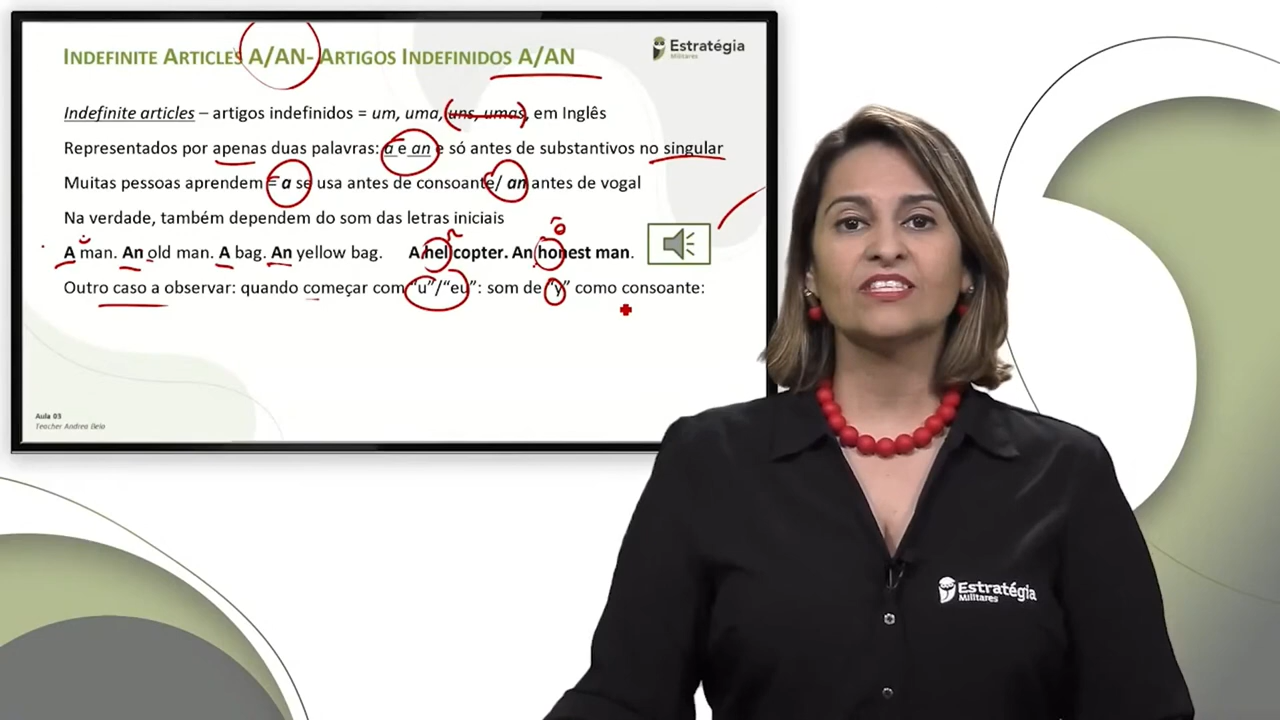 INDEFINITE ARTICLES A/AN- ARTIGOS INDEFINIDOS A/AN
Estratégia
Militares
Indefinite articles – artigos indefinidos = um, uma, uns, umas, em Inglês
Representados por apenas duas palavras: a e an e só antes de substantivos no singular
Muitas pessoas aprendem = a se usa antes de consoante/ an antes de vogal
Na verdade, também dependem do som das letras iniciais
A man. An old man. A bag. An yellow bag. A helicopter. An honest man.
Outro caso a observar: quando começar com "u"/"eu": som de "y" como consoante:
Aula 03
Teacher Andrea Belo
Estratégia
Militares